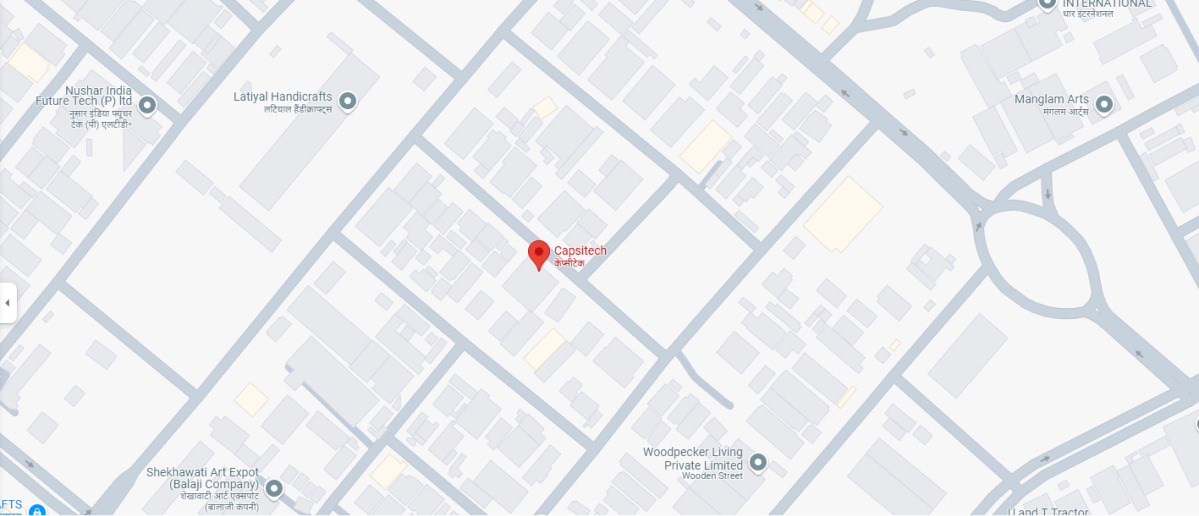 INTERNATIONAL
थार इंटरनेशनल
Nushar India
Future Tech (P) ltd
नुसार इंडिया फ्यूचर
टेक (पी) एलटीडी॰
Latiyal Handicrafts
लटियाल हैंडीक्राफ्ट्स
Manglam Arts
मंगलम आर्ट्स
Capsitech
केप्सीटेक
Woodpecker Living
Private Limited
Wooden Street
Shekhawati Art Expot
(Balaji Company)
शेखावाटी आर्ट एक्सपोट
(बालाजी कंपनी)
AFTS
U and T Tractor